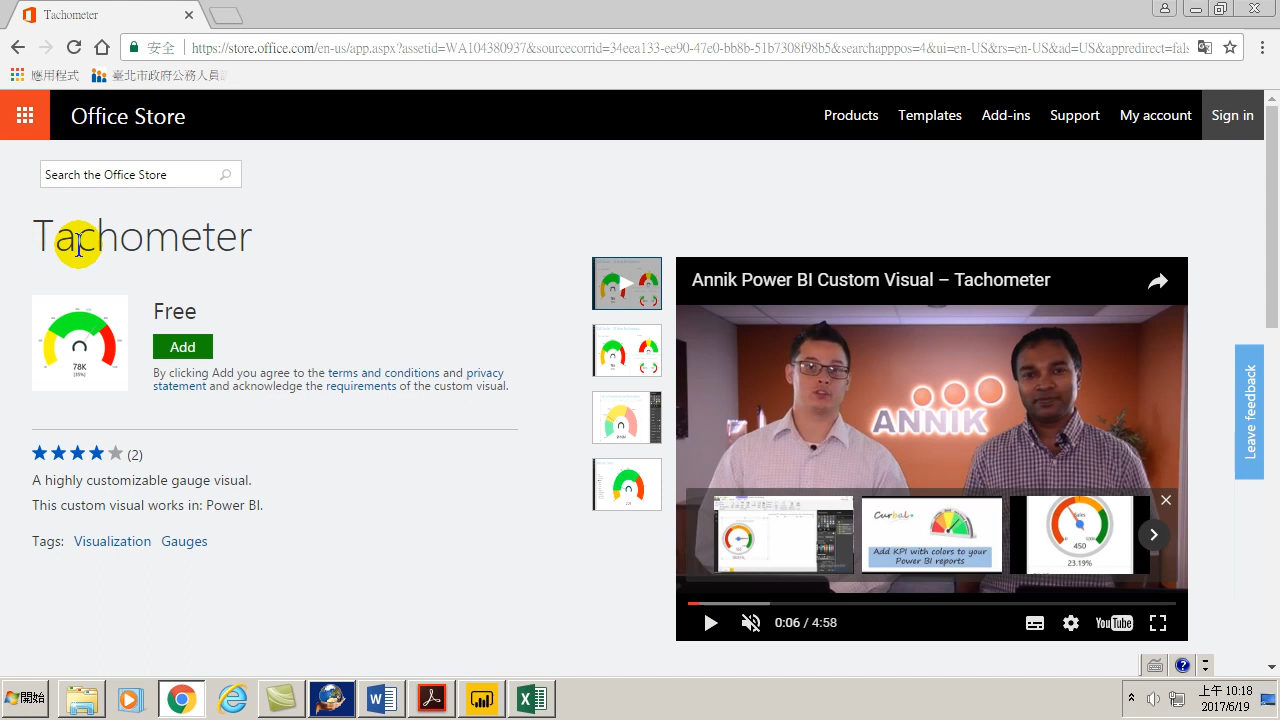 Tachometer
安全
https://store.office.com/en-us/app.aspx?assetid=WA104380937&sourcecorrid=34eea133-ee90-47e0-bb8b-51b7308f98b5&searchapppos=4&ui=en-US&rs=en-US&ad=US&appredirect=fals
應用程式 臺北市政府公務人員
Office Store
Products Templates Add-ins Support My account Sign in
Search the Office Store
Tachometer
Free
Add
By clicking Add you agree to the terms and conditions and privacy
statement and acknowledge the requirements of the custom visual.
78K
(2)
A highly customizable gauge visual.
This custom visual works in: Power BI.
Tags: Visualization Gauges
Annik Power BI Custom Visual – Tachometer
ANNIK
Curbal
Add KPI with colors to your
Power BI reports
Sales
450
23.19%
0:06 / 4:58
YouTube
Leave feedback
開始
上午 10:18
2017/6/19